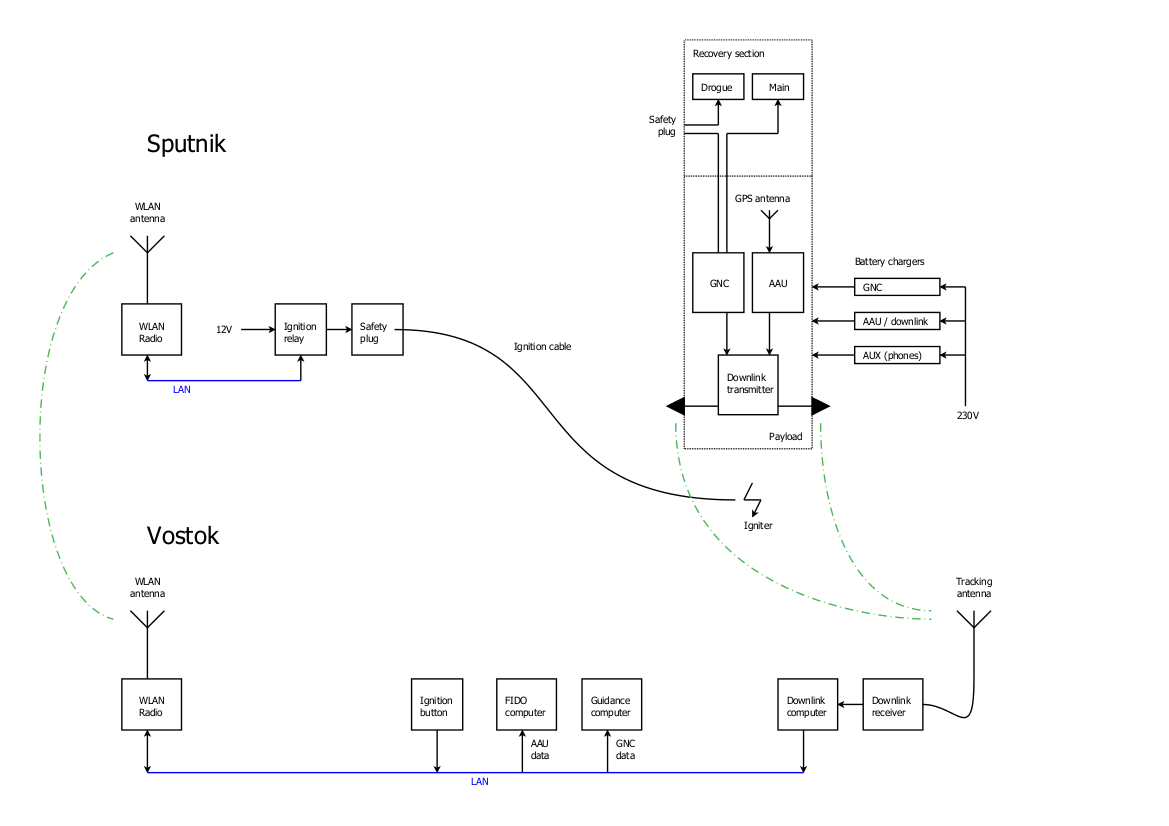 Recovery section
Drogue
Main
Safety
plug
Sputnik
GPS antenna
WLAN
antenna
Battery chargers
GNC
AAU
GNC
AAU / downlink
AUX (phones)
230V
WLAN
Radio
12V
Ignition
relay
Safety
plug
Ignition cable
LAN
Downlink
transmitter
Payload
Igniter
Vostok
WLAN
antenna
Tracking
antenna
WLAN
Radio
Ignition
button
FIDO
computer
Guidance
computer
Downlink
computer
Downlink
receiver
AAU
data
GNC
data
LAN